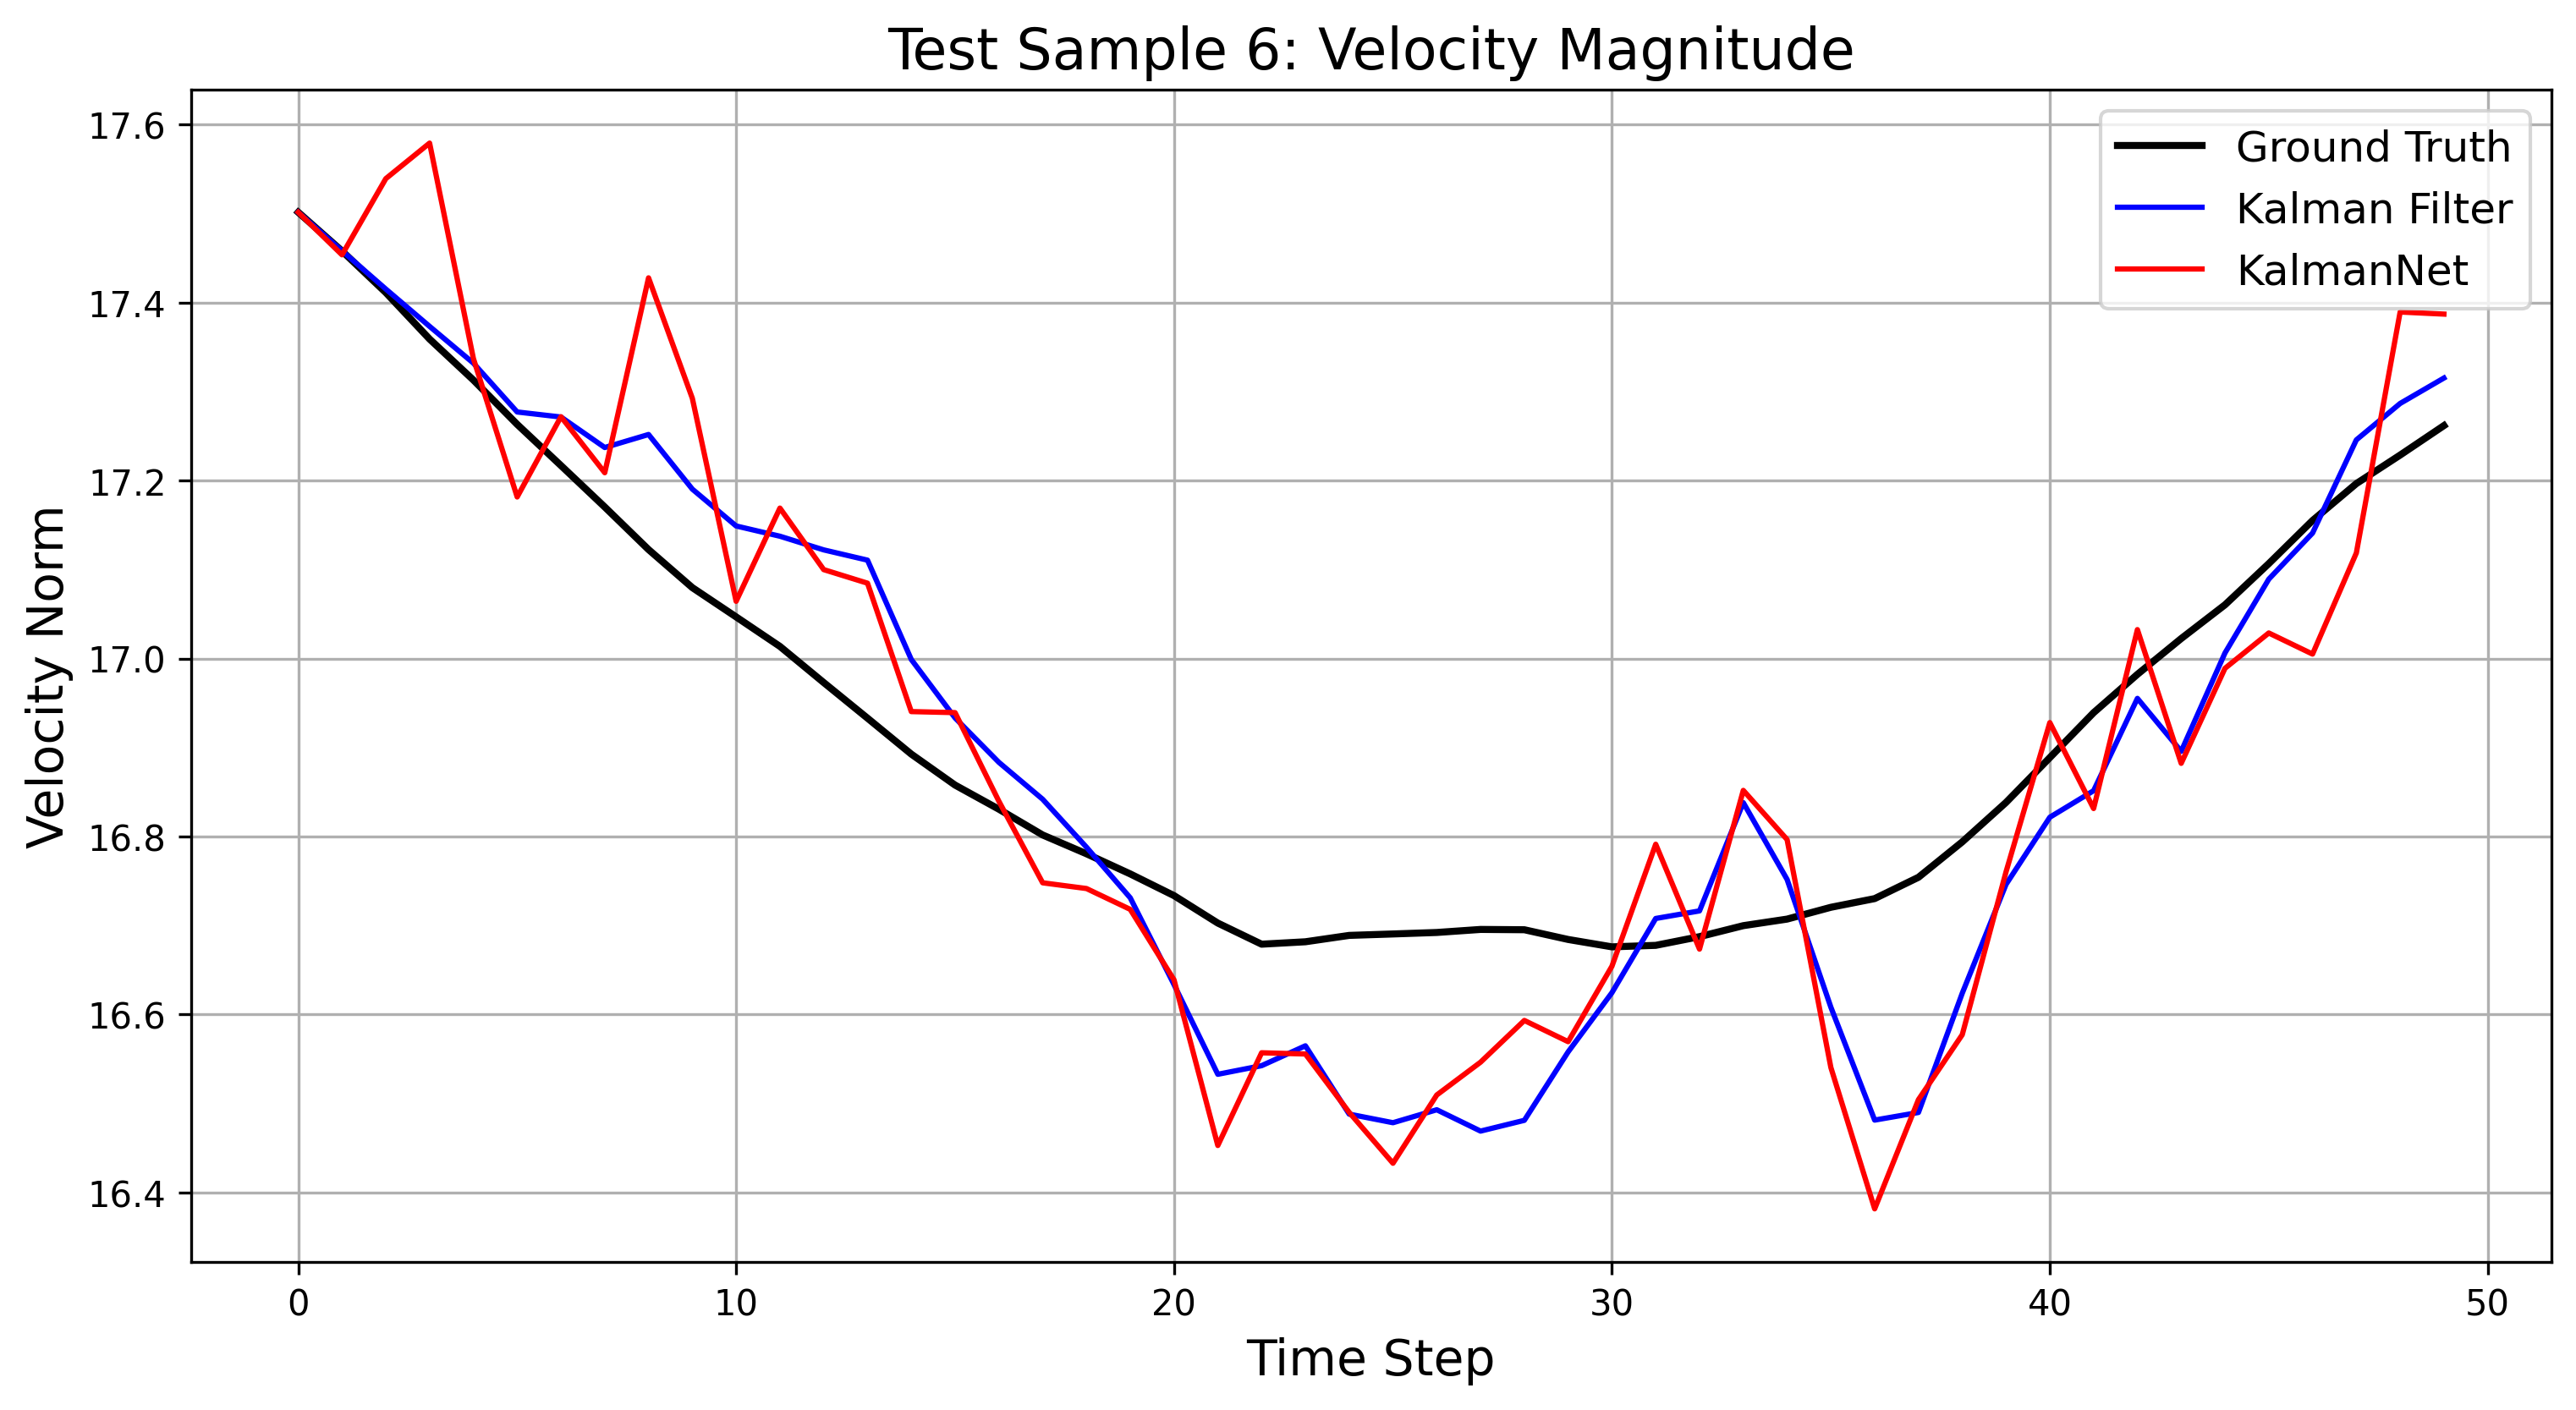 Test Sample 6: Velocity Magnitude
17.6
17.4
17.2
17.0
16.8
16.6
16.4
Velocity Norm
Ground Truth
Kalman Filter
KalmanNet
0 10 20 30 40 50
Time Step